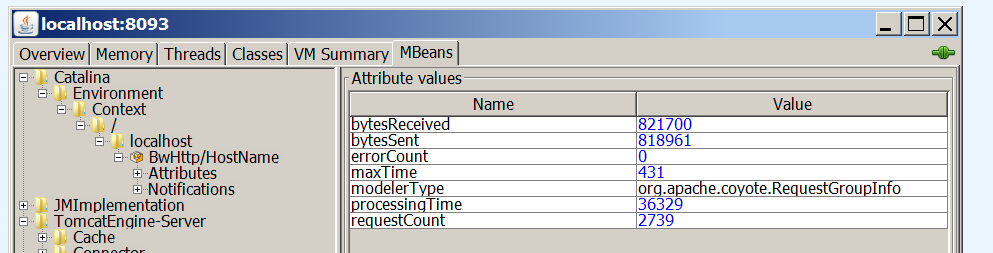 localhost:8093
Overview Memory Threads Classes VM Summary MBeans
Catalina
Environment
Context
/
localhost
BwHttp/HostName
Attributes
Notifications
JMImplementation
TomcatEngine-Server
Cache
Connector
Attribute values
Name Value
bytesReceived 821700
bytesSent 818961
errorCount 0
maxTime 431
modelerType org.apache.coyote.RequestGroupInfo
processingTime 36329
requestCount 2739